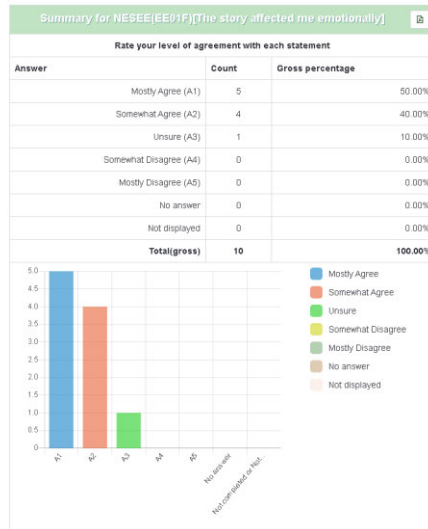 Summary for NESEE(EE01F)[The story affected me emotionally]
Rate your level of agreement with each statement
Answer Count Gross percentage
Mostly Agree (A1) 5 50.00%
Somewhat Agree (A2) 4 40.00%
Unsure (A3) 1 10.00%
Somewhat Disagree (A4) 0 0.00%
Mostly Disagree (A5) 0 0.00%
No answer 0 0.00%
Not displayed 0 0.00%
Total(gross) 10 100.00%
5.0
4.5
4.0
3.5
3.0
2.5
2.0
1.5
1.0
0.5
0
A1
A2
A3
A4
A5
No answer
Not completed or Not...
Mostly Agree
Somewhat Agree
Unsure
Somewhat Disagree
Mostly Disagree
No answer
Not displayed